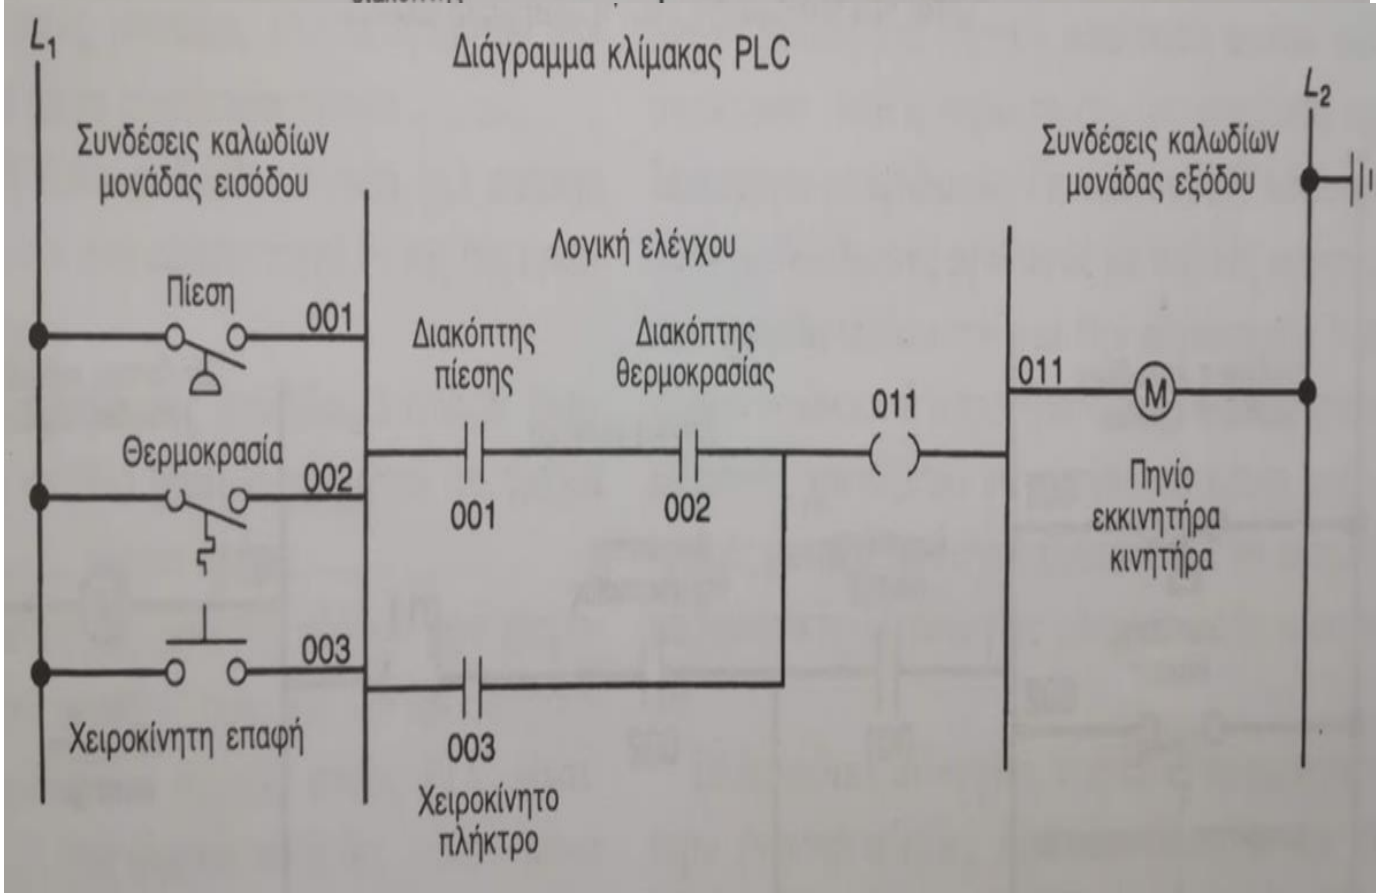 L1
Διάγραμμα κλίμακας PLC
L2
Συνδέσεις καλωδίων
μονάδας εισόδου
Συνδέσεις καλωδίων
μονάδας εξόδου
Λογική ελέγχου
Πίεση
001
Διακόπτης
πίεσης
Διακόπτης
θερμοκρασίας
011
011
M
Θερμοκρασία
002
001
002
Πηνίο
εκκινητήρα
κινητήρα
003
Χειροκίνητη επαφή
003
Χειροκίνητο
πλήκτρο